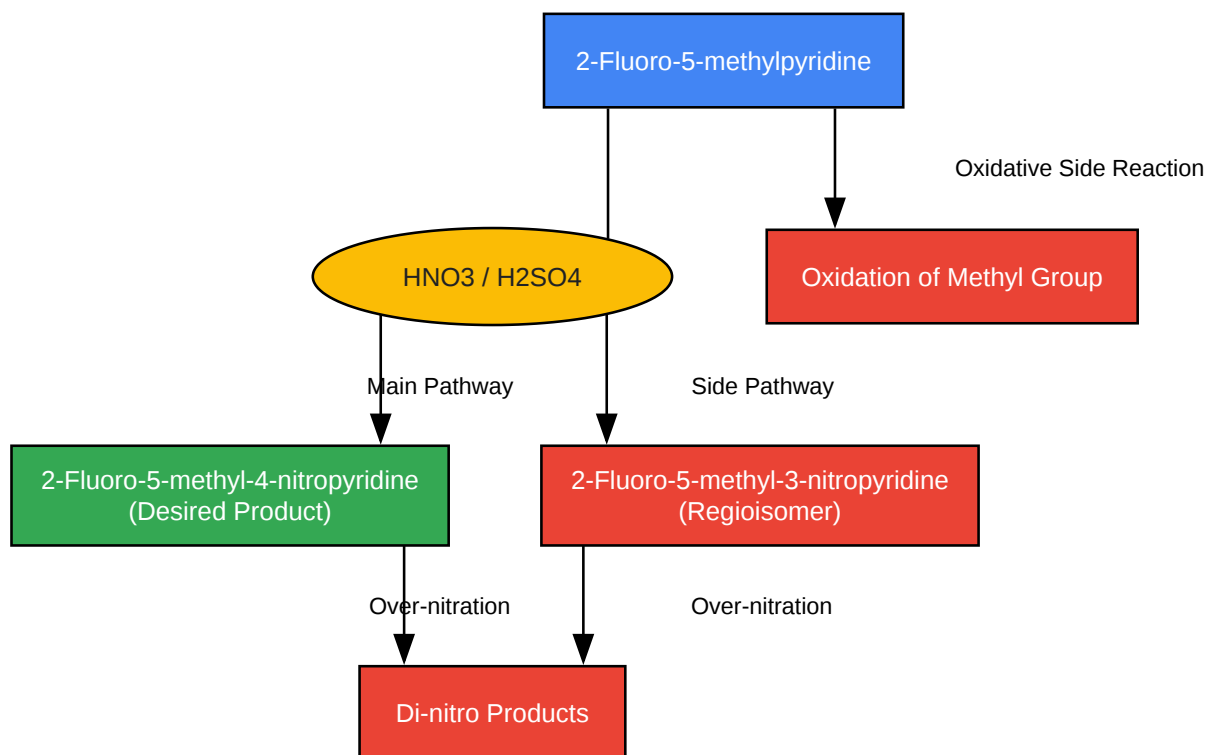 2-Fluoro-5-methylpyridine
Oxidative Side Reaction
HNO3 / H2SO4
Oxidation of Methyl Group
Main Pathway
Side Pathway
2-Fluoro-5-methyl-4-nitropyridine
(Desired Product)
2-Fluoro-5-methyl-3-nitropyridine
(Regioisomer)
Over-nitration
Over-nitration
Di-nitro Products